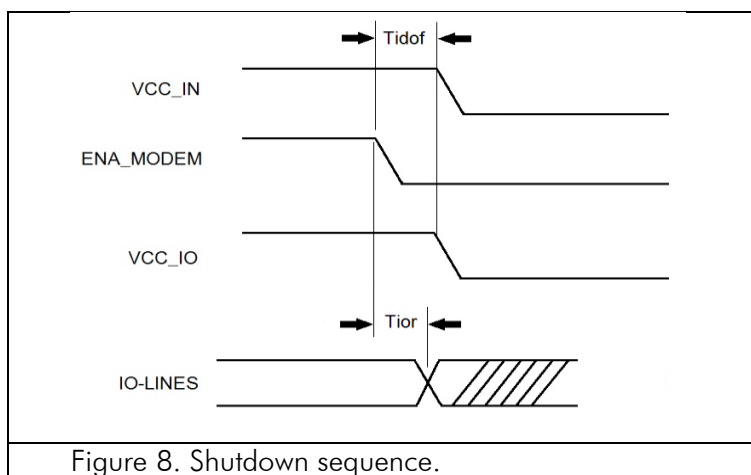 Tidof
VCC_IN
ENA_MODEM
VCC_IO
Tior
IO-LINES
Figure 8. Shutdown sequence.